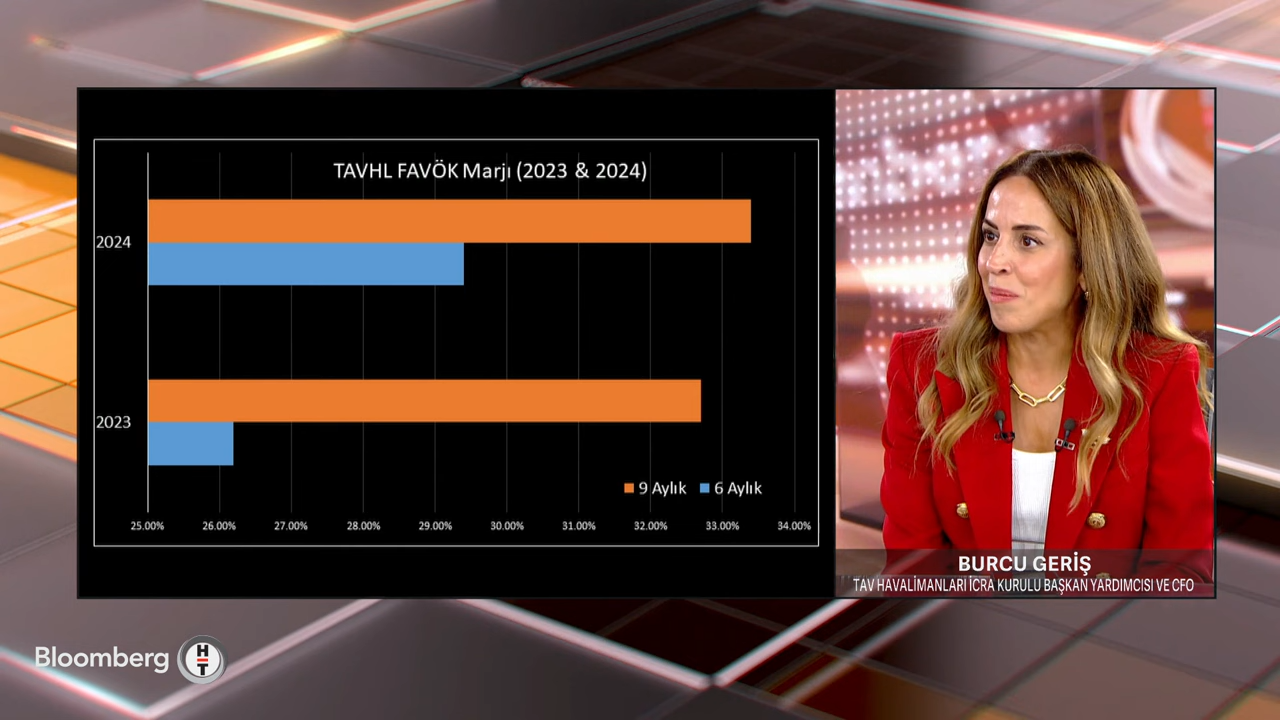 TAVHL FAVÖK Marjı (2023 & 2024)
2024
2023
9 Aylık 6 Aylık
25.00% 26.00% 27.00% 28.00% 29.00% 30.00% 31.00% 32.00% 33.00% 34.00%
BURCU GERİŞ
TAV HAVALİMANLARI İCRA KURULU BAŞKAN YARDIMCISI VE CFO
Bloomberg HT